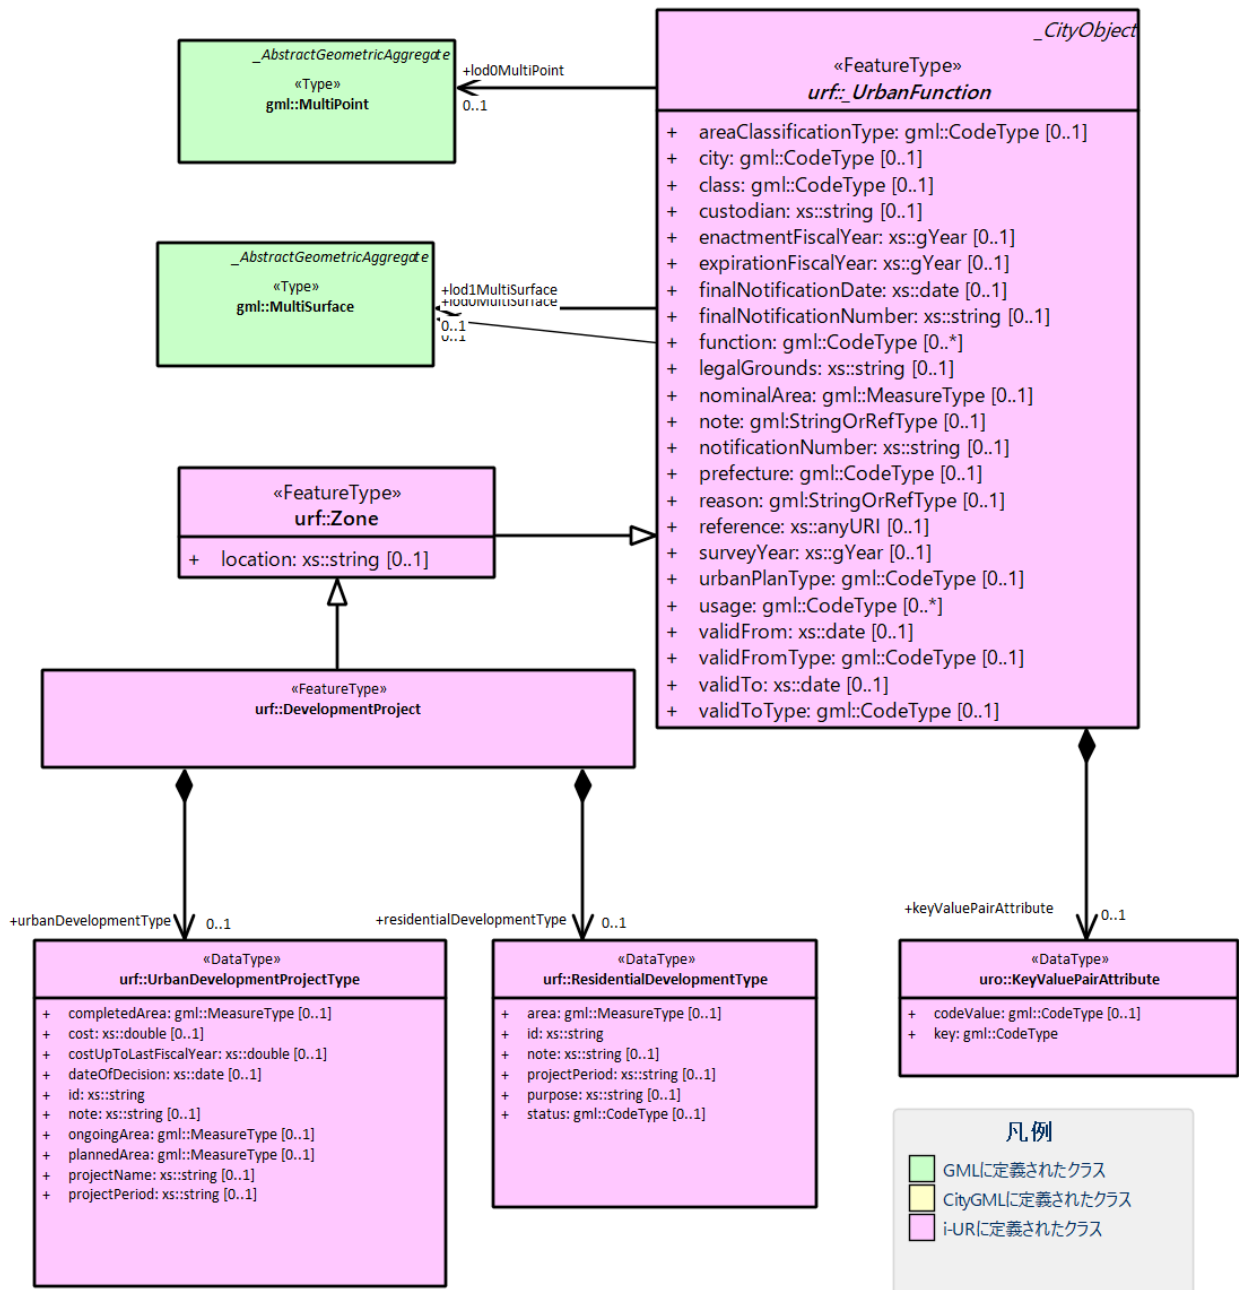 _AbstractGeometricAggregate
«Type»
gml::MultiPoint
+lod0MultiPoint
0..1
_CityObject
«FeatureType»
urf::_UrbanFunction
+ areaClassificationType: gml::CodeType [0..1]
+ city: gml::CodeType [0..1]
+ class: gml::CodeType [0..1]
+ custodian: xs::string [0..1]
+ enactmentFiscalYear: xs::gYear [0..1]
+ expirationFiscalYear: xs::gYear [0..1]
+ finalNotificationDate: xs::date [0..1]
+ finalNotificationNumber: xs::string [0..1]
+ function: gml::CodeType [0..*]
+ legalGrounds: xs::string [0..1]
+ nominalArea: gml::MeasureType [0..1]
+ note: gml:StringOrRefType [0..1]
+ notificationNumber: xs::string [0..1]
+ prefecture: gml::CodeType [0..1]
+ reason: gml:StringOrRefType [0..1]
+ reference: xs::anyURI [0..1]
+ surveyYear: xs::gYear [0..1]
+ urbanPlanType: gml::CodeType [0..1]
+ usage: gml::CodeType [0..*]
+ validFrom: xs::date [0..1]
+ validFromType: gml::CodeType [0..1]
+ validTo: xs::date [0..1]
+ validToType: gml::CodeType [0..1]
_AbstractGeometricAggregate
«Type»
gml::MultiSurface
+lod1MultiSurface
+lod0MultiSurface
0..1
0..1
«FeatureType»
urf::Zone
+ location: xs::string [0..1]
«FeatureType»
urf::DevelopmentProject
+urbanDevelopmentType
0..1
+residentialDevelopmentType
0..1
+keyValuePairAttribute
0..1
«DataType»
urf::UrbanDevelopmentProjectType
+ completedArea: gml::MeasureType [0..1]
+ cost: xs::double [0..1]
+ costUpToLastFiscalYear: xs::double [0..1]
+ dateOfDecision: xs::date [0..1]
+ id: xs::string
+ note: xs::string [0..1]
+ ongoingArea: gml::MeasureType [0..1]
+ plannedArea: gml::MeasureType [0..1]
+ projectName: xs::string [0..1]
+ projectPeriod: xs::string [0..1]
«DataType»
urf::ResidentialDevelopmentType
+ area: gml::MeasureType [0..1]
+ id: xs::string
+ note: xs::string [0..1]
+ projectPeriod: xs::string [0..1]
+ purpose: xs::string [0..1]
+ status: gml::CodeType [0..1]
«DataType»
uro::KeyValuePairAttribute
+ codeValue: gml::CodeType [0..1]
+ key: gml::CodeType
凡例
GMLに定義されたクラス
CityGMLに定義されたクラス
i-URに定義されたクラス